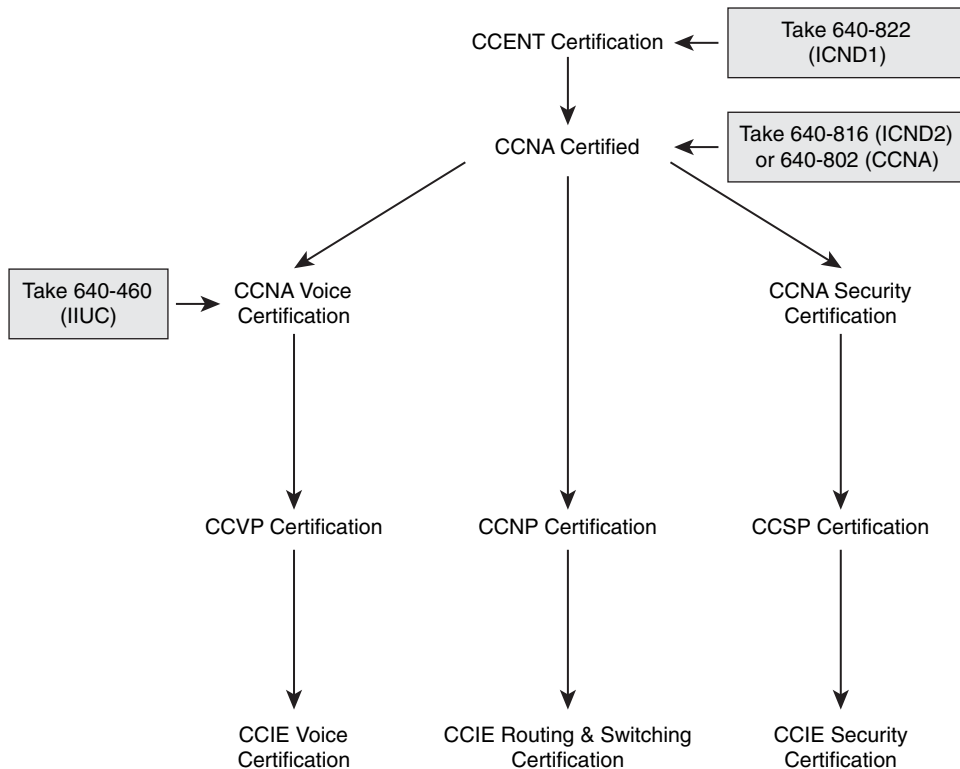 Take 640-822
(ICND1)
CCENT Certification
Take 640-816 (ICND2)
or 640-802 (CCNA)
CCNA Certified
Take 640-460
(IIUC)
CCNA Voice
Certification
CCNA Security
Certification
CCVP Certification
CCNP Certification
CCSP Certification
CCIE Voice
Certification
CCIE Routing & Switching
Certification
CCIE Security
Certification